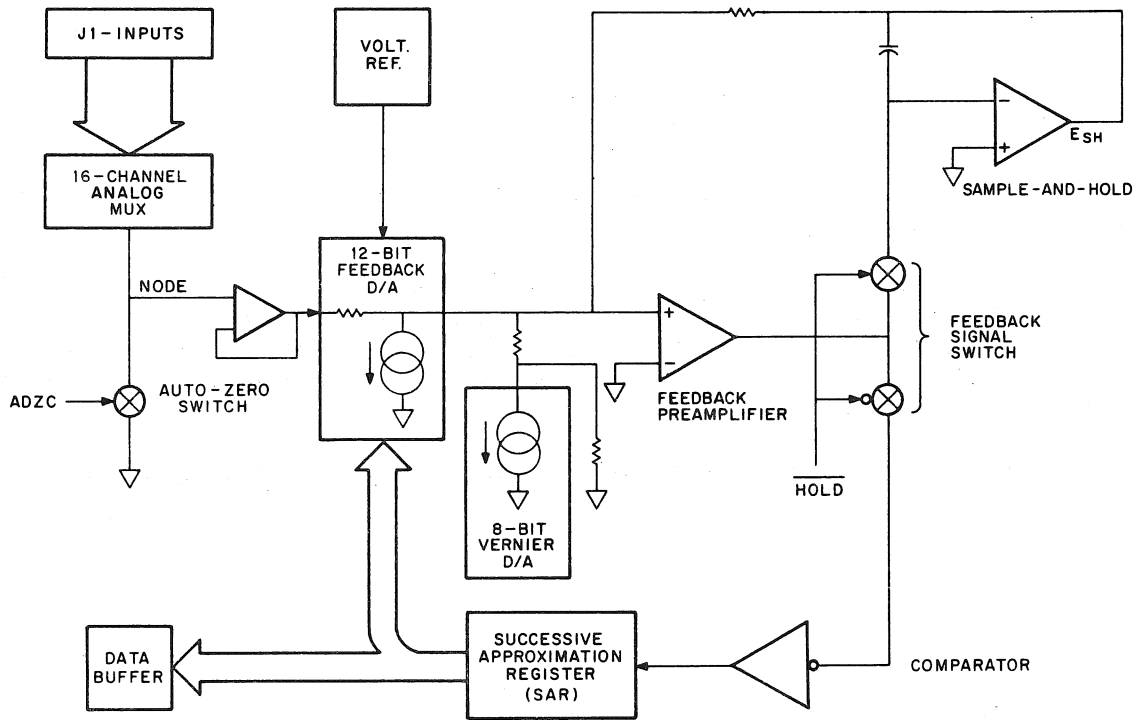 J1-INPUTS
VOLT.
REF.
16-CHANNEL
ANALOG
MUX
−
+
E_SH
SAMPLE-AND-HOLD
12-BIT
FEEDBACK
D/A
NODE
+
−
FEEDBACK
PREAMPLIFIER
FEEDBACK
SIGNAL
SWITCH
ADZC
AUTO-ZERO
SWITCH
HOLD
8-BIT
VERNIER
D/A
SUCCESSIVE
APPROXIMATION
REGISTER
(SAR)
DATA
BUFFER
COMPARATOR